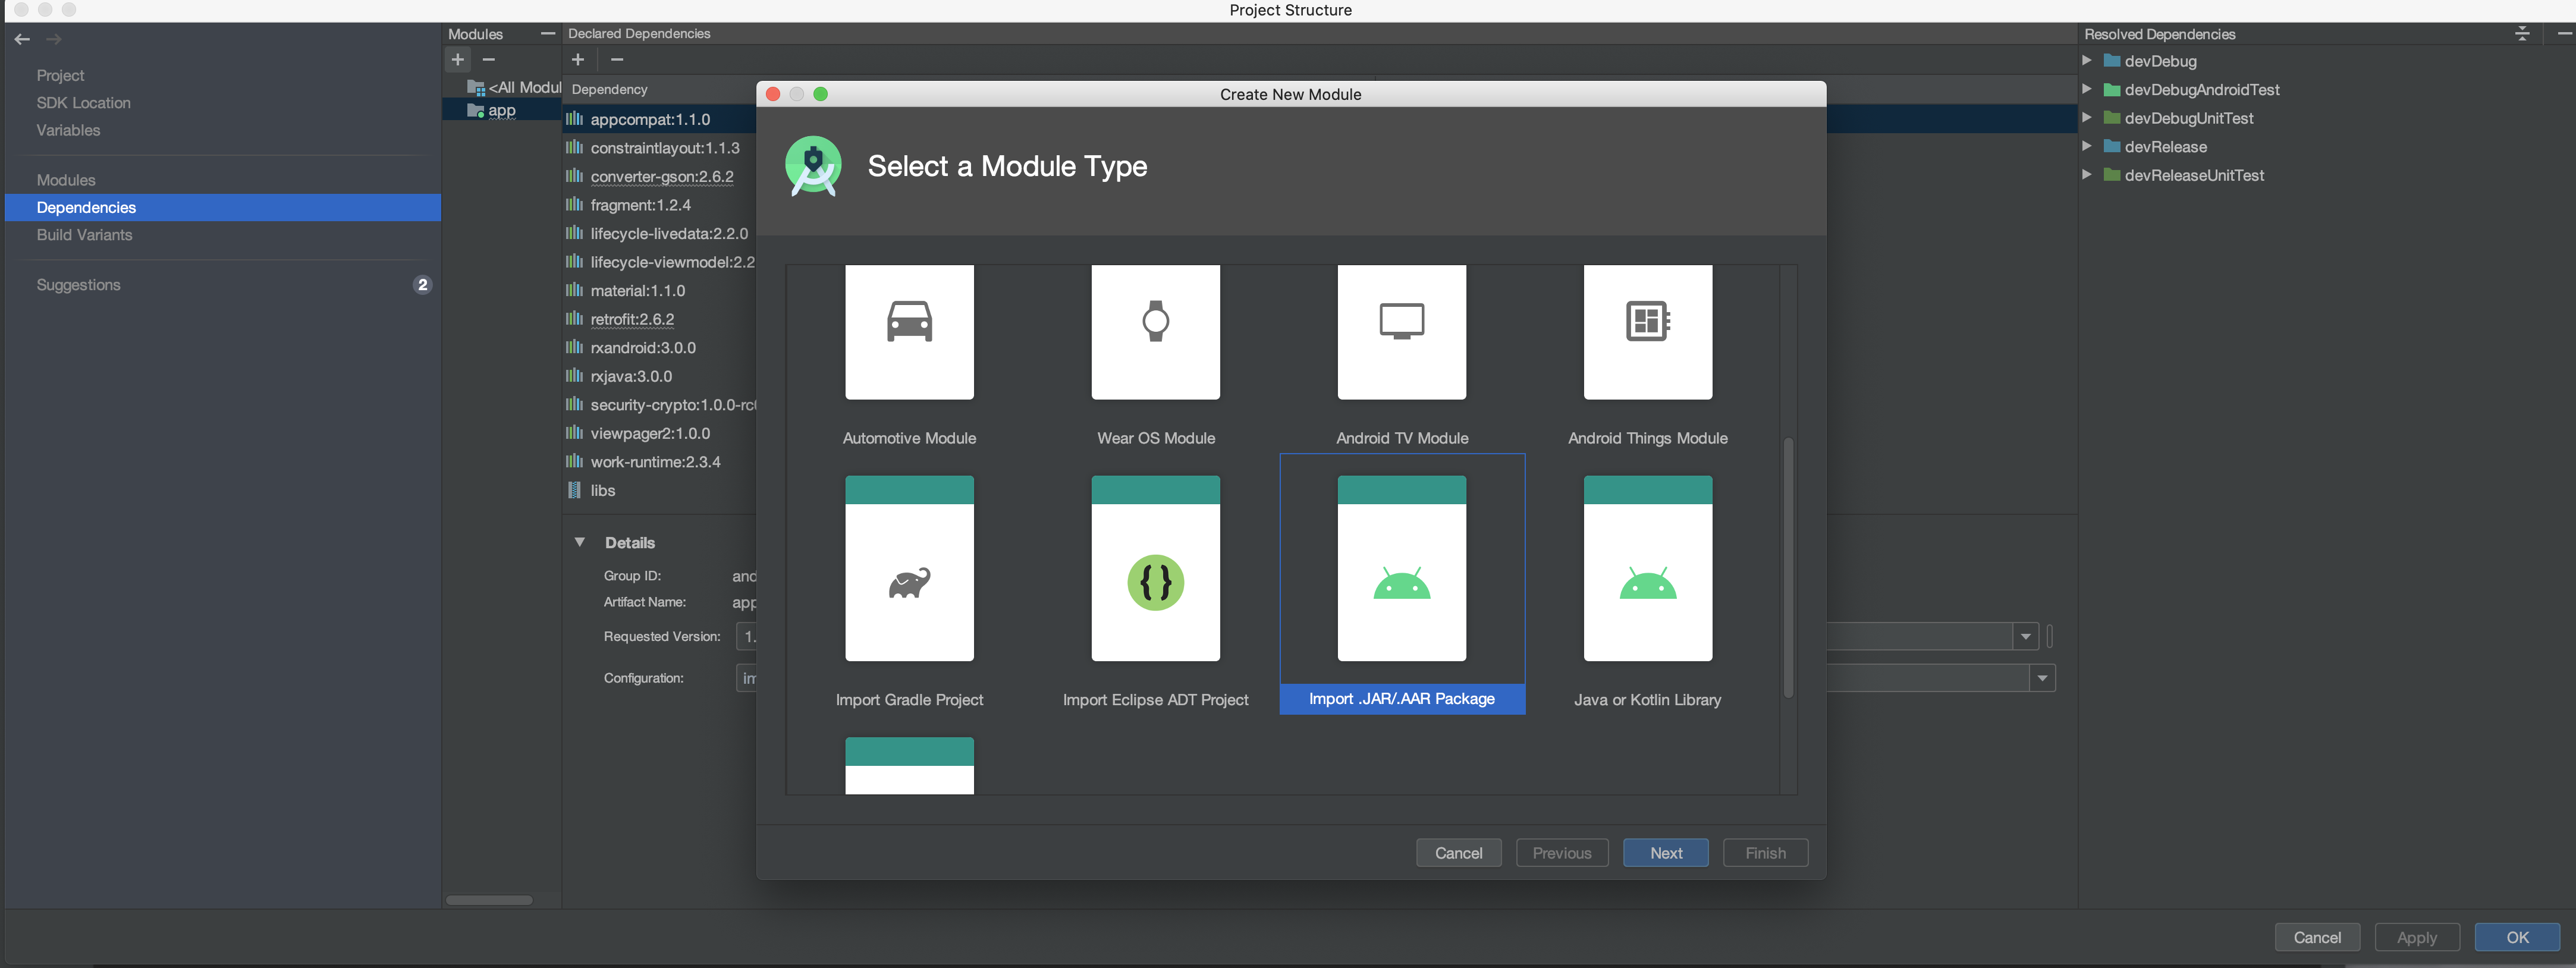 Project Structure
Project
SDK Location
Variables
Modules
Dependencies
Build Variants
Suggestions
2
Modules
<All Modul
app
Declared Dependencies
Dependency
appcompat:1.1.0
constraintlayout:1.1.3
converter-gson:2.6.2
fragment:1.2.4
lifecycle-livedata:2.2.0
lifecycle-viewmodel:2.2
material:1.1.0
retrofit:2.6.2
rxandroid:3.0.0
rxjava:3.0.0
security-crypto:1.0.0-rc0
viewpager2:1.0.0
work-runtime:2.3.4
libs
Details
Group ID: and
Artifact Name: app
Requested Version: 1.
Configuration: im
Create New Module
Select a Module Type
Automotive Module
Wear OS Module
Android TV Module
Android Things Module
Import Gradle Project
Import Eclipse ADT Project
Import .JAR/.AAR Package
Java or Kotlin Library
Cancel
Previous
Next
Finish
Resolved Dependencies
devDebug
devDebugAndroidTest
devDebugUnitTest
devRelease
devReleaseUnitTest
Cancel
Apply
OK